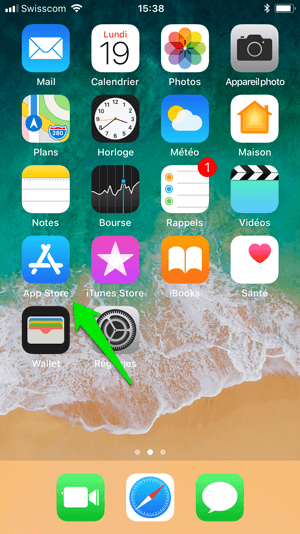 Swisscom 15:38
Lundi
19
Mail Calendrier Photos Appareil photo
280
Plans Horloge Météo Maison
1
Notes Bourse Rappels Vidéos
App Store iTunes Store iBooks Santé
Wallet Réglages